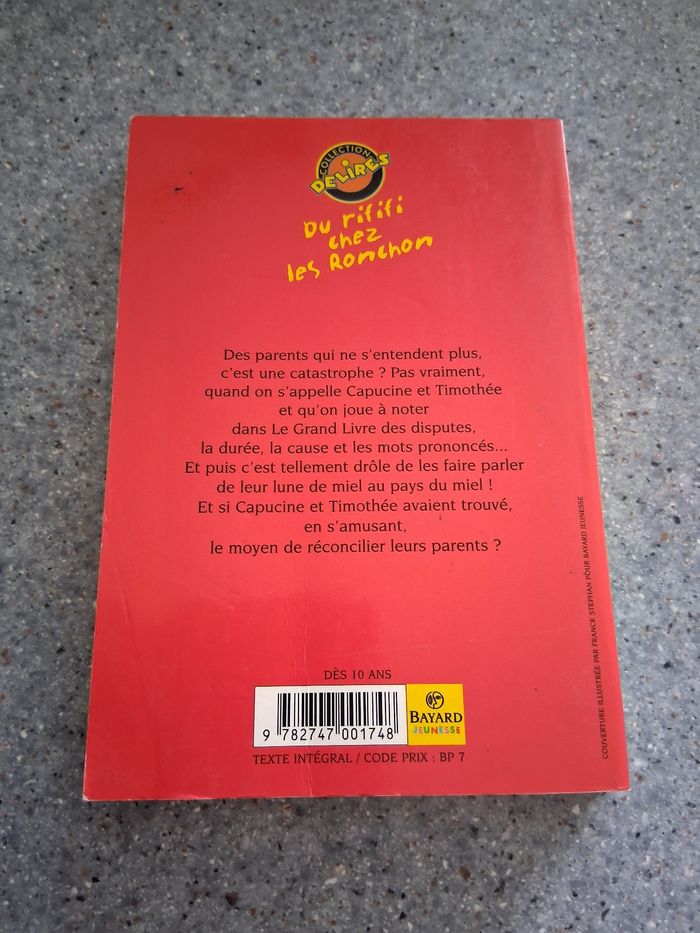 COLLECTION
DELIRES
Du rififi
chez
les Ronchon
Des parents qui ne s'entendent plus,
c'est une catastrophe ? Pas vraiment,
quand on s'appelle Capucine et Timothée
et qu'on joue à noter
dans Le Grand Livre des disputes,
la durée, la cause et les mots prononcés...
Et puis c'est tellement drôle de les faire parler
de leur lune de miel au pays du miel !
Et si Capucine et Timothée avaient trouvé,
en s'amusant,
le moyen de réconcilier leurs parents ?
DÈS 10 ANS
9 782747 001748
BAYARD
JEUNESSE
TEXTE INTÉGRAL / CODE PRIX : BP 7
COUVERTURE ILLUSTRÉE PAR FRANCK STEPHAN POUR BAYARD JEUNESSE